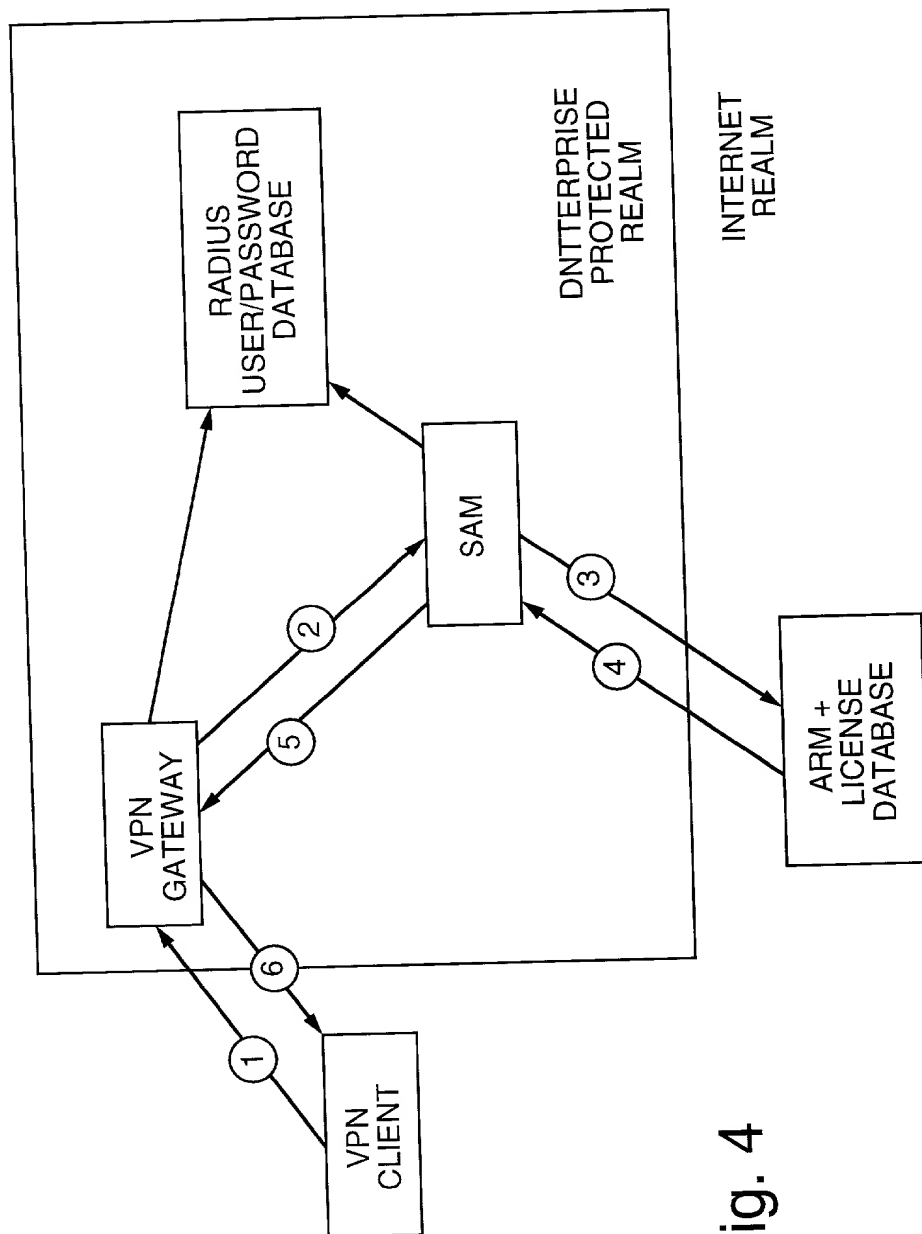 VPN
CLIENT
1
6
VPN
GATEWAY
2
5
RADIUS
USER/PASSWORD
DATABASE
SAM
3
4
ARM +
LICENSE
DATABASE
DNTTERPRISE
PROTECTED
REALM
INTERNET
REALM
ig. 4